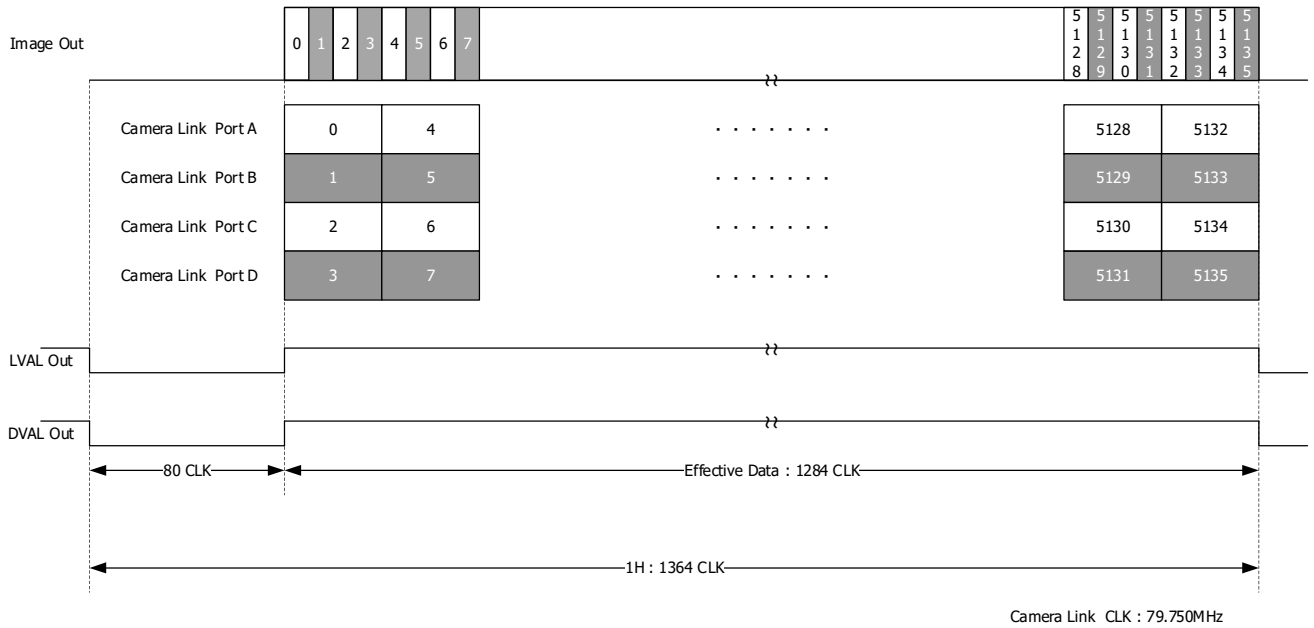 Image Out
0 1 2 3 4 5 6 7
5128 5129 5130 5131 5132 5133 5134 5135
Camera Link Port A 0 4 . . . . . . . 5128 5132
Camera Link Port B 1 5 . . . . . . . 5129 5133
Camera Link Port C 2 6 . . . . . . . 5130 5134
Camera Link Port D 3 7 . . . . . . . 5131 5135
LVAL Out
DVAL Out
80 CLK Effective Data : 1284 CLK
1H : 1364 CLK
Camera Link CLK : 79.750MHz